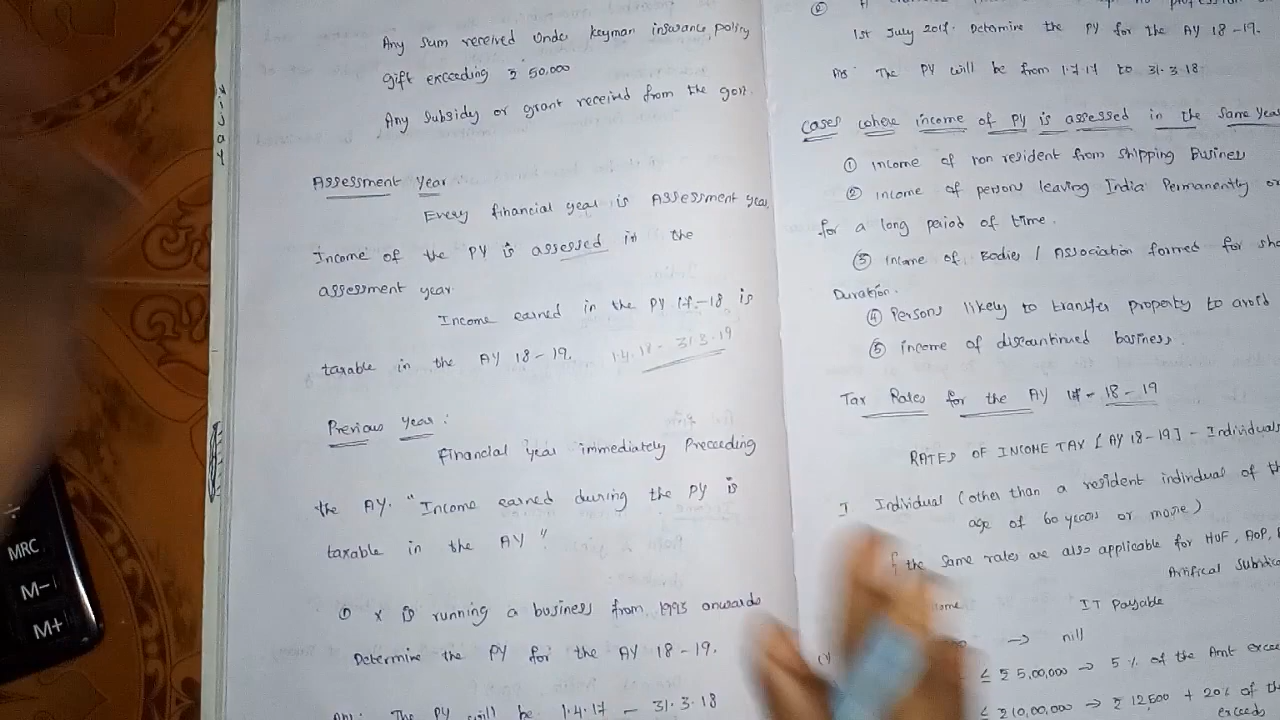 Any sum received under keyman insurance policy
gift exceeding ₹ 50,000
Any subsidy or grant received from the govt.
Assessment Year:
Every financial year is Assessment year
Income of the PY is assessed in the
assessment year
Income earned in the PY 17-18 is
taxable in the AY 18-19. 1.4.18 - 31.3.19
Previous Year:
Financial year immediately Preceeding
the AY. "Income earned during the PY is
taxable in the AY"
① X is running a business from 1995 onwards
Determine the PY for the AY 18-19.
Ans: The PY will be 1.4.17 - 31.3.18
1st July 2017. Determine the PY for the AY 18-19.
Ans: The PY will be from 1.7.17 to 31.3.18
Cases where income of PY is assessed in the same year
① income of non resident from shipping Busines
② income of persons leaving India Permanently or
for a long period of time.
③ income of Bodies / Association formed for
Duration.
④ Persons likely to transfer property to avoid
⑤ income of discontinued business.
Tax Rates for the AY 18-19
RATES OF INCOME TAX [AY 18-19] - Individuals
I Individual (other than a resident individual of the
age of 60 years or more)
the same rates are also applicable for HUF, AOP,
Artifical
IT Payable
→ nill
≤ ₹ 5,00,000 → 5% of the Amt
≤ ₹10,00,000 → ₹ 12500 + 20% of the
exceeds
MRC
M-
M+